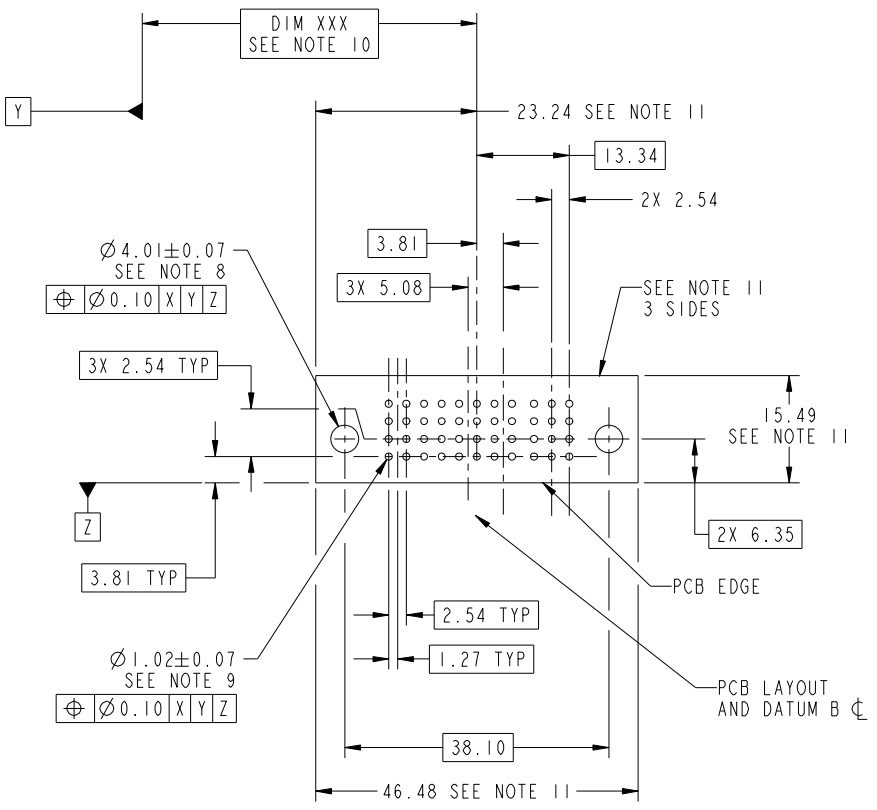 DIM XXX
SEE NOTE 10
Y
23.24 SEE NOTE 11
13.34
2X 2.54
3.81
3X 5.08
Ø4.01±0.07
SEE NOTE 8
⌖ Ø0.10 X Y Z
SEE NOTE 11
3 SIDES
3X 2.54 TYP
15.49
SEE NOTE 11
Z
2X 6.35
3.81 TYP
PCB EDGE
2.54 TYP
1.27 TYP
Ø1.02±0.07
SEE NOTE 9
⌖ Ø0.10 X Y Z
PCB LAYOUT
AND DATUM B ℄
38.10
46.48 SEE NOTE 11